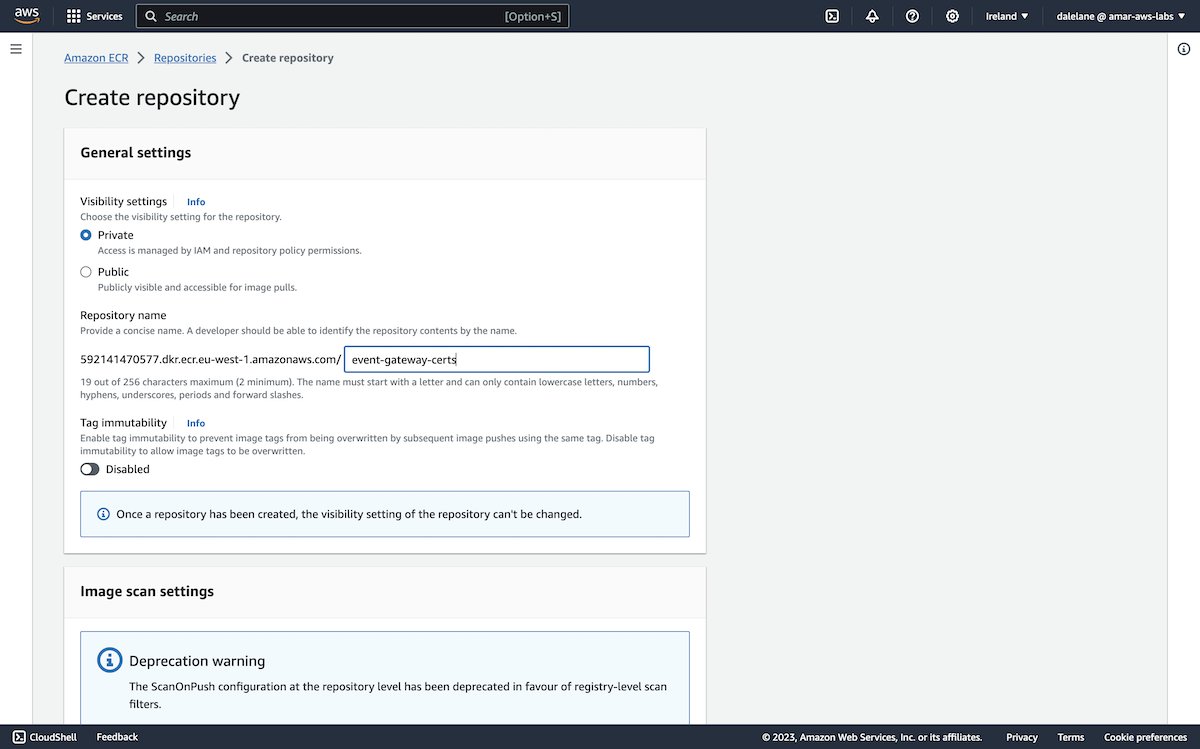 aws Services Search [Option+S] Ireland ▼ dalelane @ amar-aws-labs ▼
Amazon ECR > Repositories > Create repository
Create repository
General settings
Visibility settings Info
Choose the visibility setting for the repository.
Private
Access is managed by IAM and repository policy permissions.
Public
Publicly visible and accessible for image pulls.
Repository name
Provide a concise name. A developer should be able to identify the repository contents by the name.
592141470577.dkr.ecr.eu-west-1.amazonaws.com/ event-gateway-certs
19 out of 256 characters maximum (2 minimum). The name must start with a letter and can only contain lowercase letters, numbers,
hyphens, underscores, periods and forward slashes.
Tag immutability Info
Enable tag immutability to prevent image tags from being overwritten by subsequent image pushes using the same tag. Disable tag
immutability to allow image tags to be overwritten.
Disabled
Once a repository has been created, the visibility setting of the repository can't be changed.
Image scan settings
Deprecation warning
The ScanOnPush configuration at the repository level has been deprecated in favour of registry-level scan
filters.
CloudShell Feedback © 2023, Amazon Web Services, Inc. or its affiliates. Privacy Terms Cookie preferences